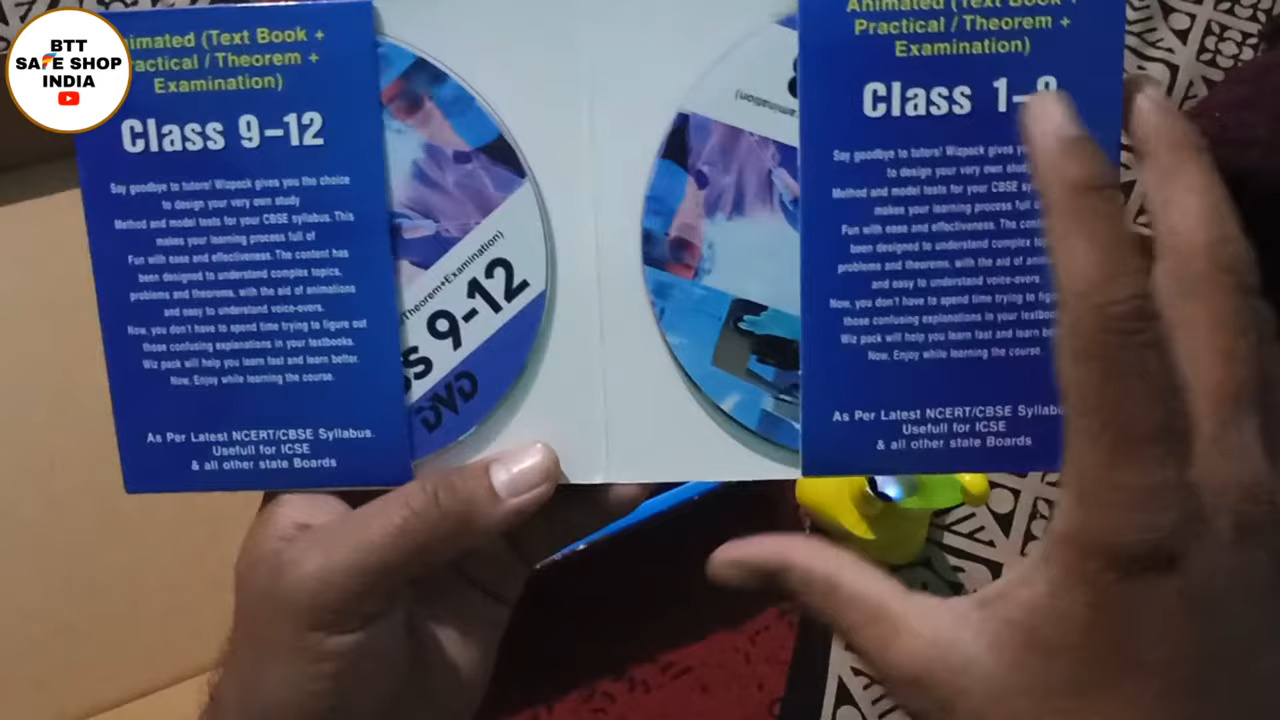 BTT
SAFE SHOP
INDIA
Animated (Text Book +
Practical / Theorem +
Examination)
Class 9-12
Say goodbye to tutors! Wizpack gives you the choice
to design your very own study
Method and model tests for your CBSE syllabus. This
makes your learning process full of
Fun with ease and effectiveness. The content has
been designed to understand complex topics,
problems and theorems, with the aid of animations
and easy to understand voice-overs.
Now, you don't have to spend time trying to figure out
those confusing explanations in your textbooks.
Wiz pack will help you learn fast and learn better.
Now, Enjoy while learning the course.
As Per Latest NCERT/CBSE Syllabus.
Usefull for ICSE
& all other state Boards
Theorem+Examination)
9-12
DVD
Animated (Text Book +
Practical / Theorem +
Examination)
Class 1-8
Say goodbye to tutors! Wizpack gives
to design your very own study
Method and model tests for your CBSE
makes your learning process full
Fun with ease and effectiveness. The
been designed to understand complex
problems and theorems, with the aid of
and easy to understand voice-overs.
Now, you don't have to spend time trying to
those confusing explanations in your
Wiz pack will help you learn fast and learn
Now, Enjoy while learning the course.
As Per Latest NCERT/CBSE
Usefull for ICSE
& all other state Boards